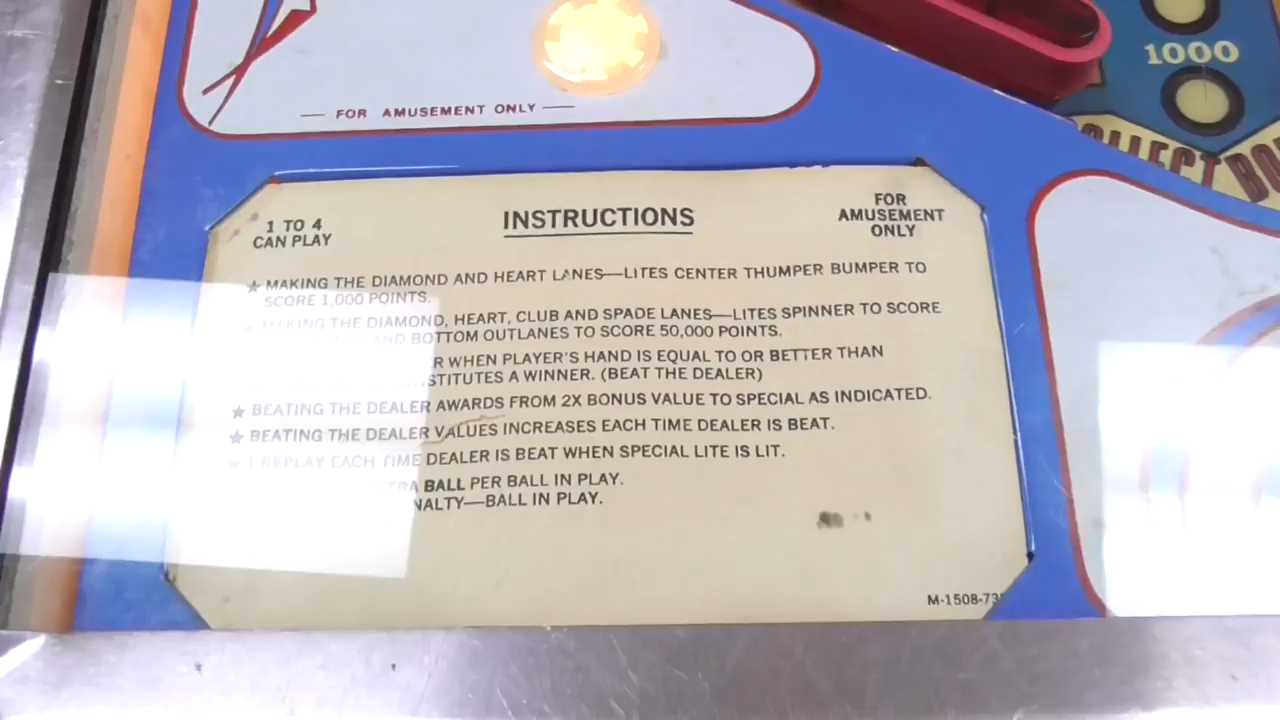 1000
— FOR AMUSEMENT ONLY —
COLLECT BO
1 TO 4
CAN PLAY
INSTRUCTIONS
FOR
AMUSEMENT
ONLY
★ MAKING THE DIAMOND AND HEART LANES—LITES CENTER THUMPER BUMPER TO
SCORE 1,000 POINTS.
MAKING THE DIAMOND, HEART, CLUB AND SPADE LANES—LITES SPINNER TO SCORE
AND BOTTOM OUTLANES TO SCORE 50,000 POINTS.
WHEN PLAYER'S HAND IS EQUAL TO OR BETTER THAN
A WINNER. (BEAT THE DEALER)
★ BEATING THE DEALER AWARDS FROM 2X BONUS VALUE TO SPECIAL AS INDICATED.
★ BEATING THE DEALER VALUES INCREASES EACH TIME DEALER IS BEAT.
★ 1 REPLAY EACH TIME DEALER IS BEAT WHEN SPECIAL LITE IS LIT.
BALL PER BALL IN PLAY.
—BALL IN PLAY.
M-1508-73